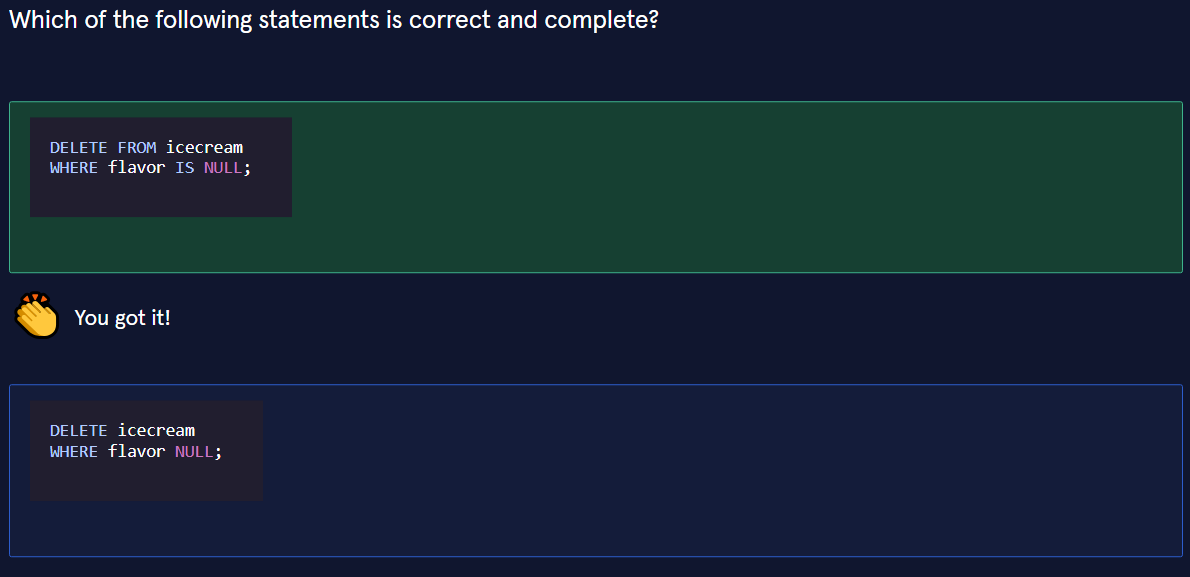 Which of the following statements is correct and complete?
DELETE FROM icecream
WHERE flavor IS NULL;
You got it!
DELETE icecream
WHERE flavor NULL;